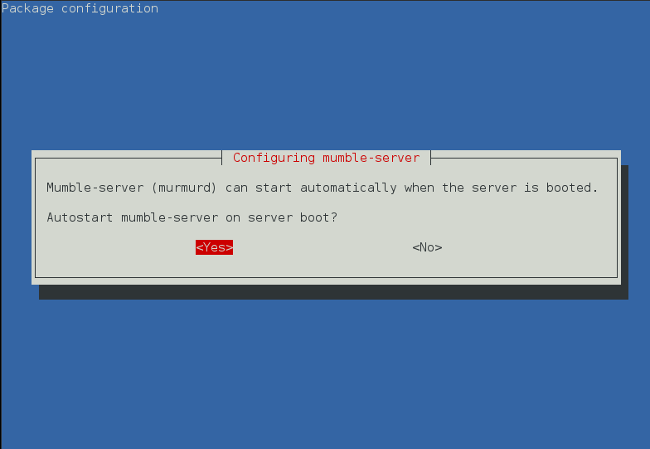 Package configuration
Configuring mumble-server
Mumble-server (murmurd) can start automatically when the server is booted.
Autostart mumble-server on server boot?
<Yes> <No>